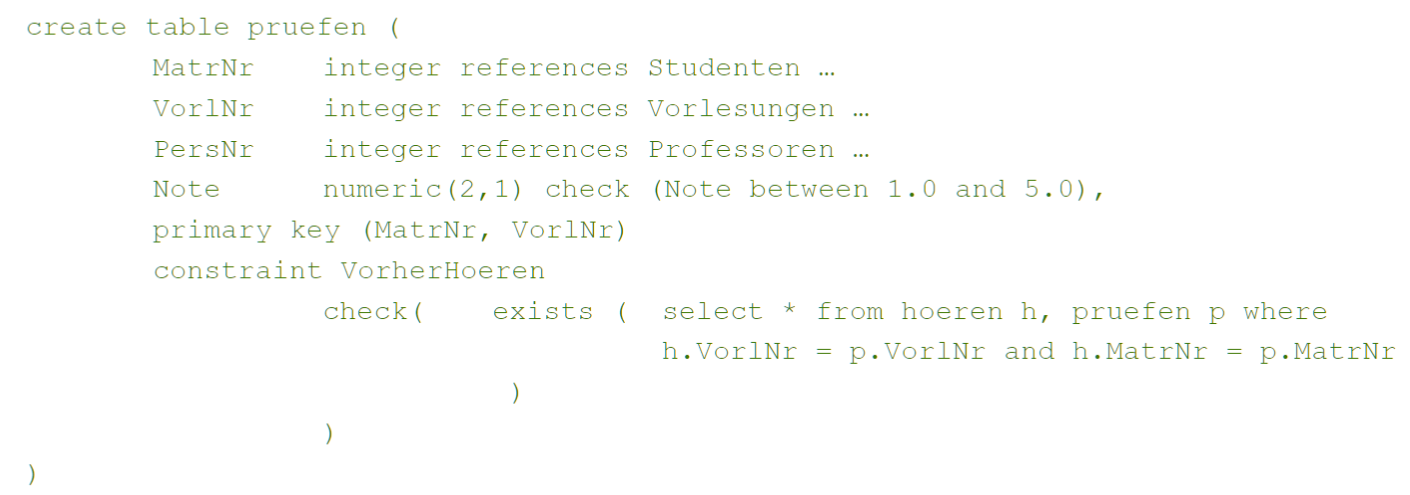 create table pruefen (
MatrNr integer references Studenten …
VorlNr integer references Vorlesungen …
PersNr integer references Professoren …
Note numeric(2,1) check (Note between 1.0 and 5.0),
primary key (MatrNr, VorlNr)
constraint VorherHoeren
check( exists ( select * from hoeren h, pruefen p where
h.VorlNr = p.VorlNr and h.MatrNr = p.MatrNr
)
)
)